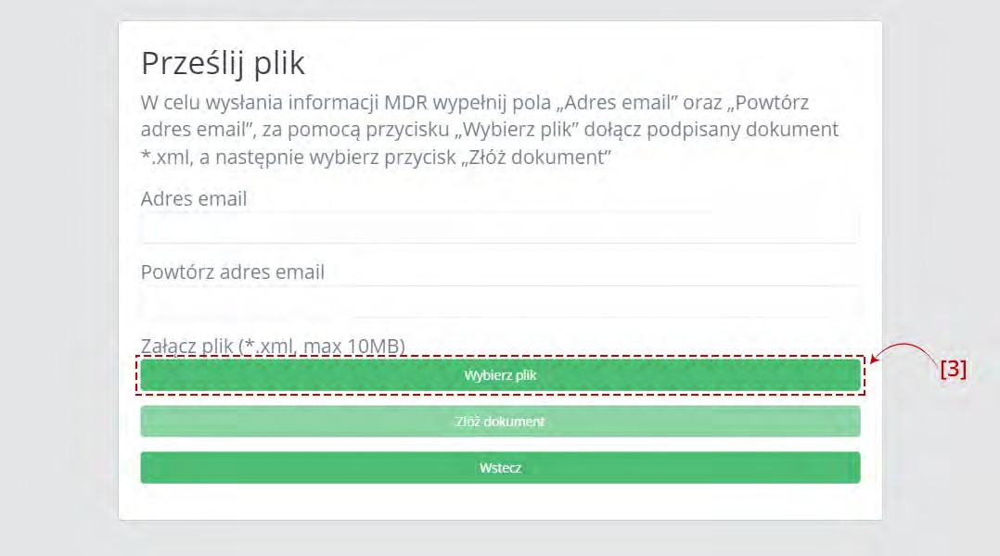 Prześlij plik
W celu wysłania informacji MDR wypełnij pola „Adres email” oraz „Powtórz
adres email”, za pomocą przycisku „Wybierz plik” dołącz podpisany dokument
*.xml, a następnie wybierz przycisk „Złóż dokument”
Adres email
Powtórz adres email
Załącz plik (*.xml, max 10MB)
Wybierz plik
[3]
Złóż dokument
Wstecz